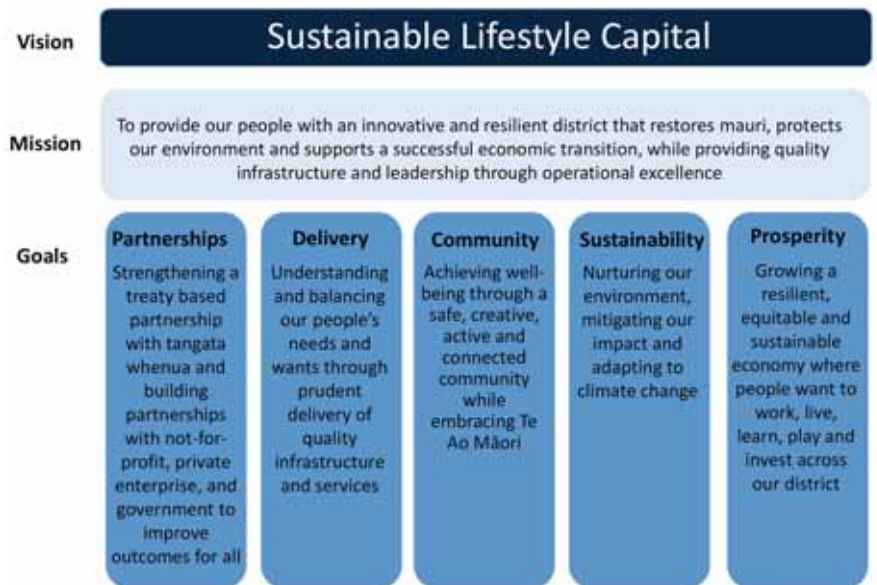 Vision
Sustainable Lifestyle Capital
Mission
To provide our people with an innovative and resilient district that restores mauri, protects
our environment and supports a successful economic transition, while providing quality
infrastructure and leadership through operational excellence
Goals
Partnerships
Strengthening a
treaty based
partnership
with tangata
whenua and
building
partnerships
with not-for-
profit, private
enterprise, and
government to
improve
outcomes for all
Delivery
Understanding
and balancing
our people's
needs and
wants through
prudent
delivery of
quality
infrastructure
and services
Community
Achieving well-
being through a
safe, creative,
active and
connected
community
while
embracing Te
Ao Māori
Sustainability
Nurturing our
environment,
mitigating our
impact and
adapting to
climate change
Prosperity
Growing a
resilient,
equitable and
sustainable
economy where
people want to
work, live,
learn, play and
invest across
our district